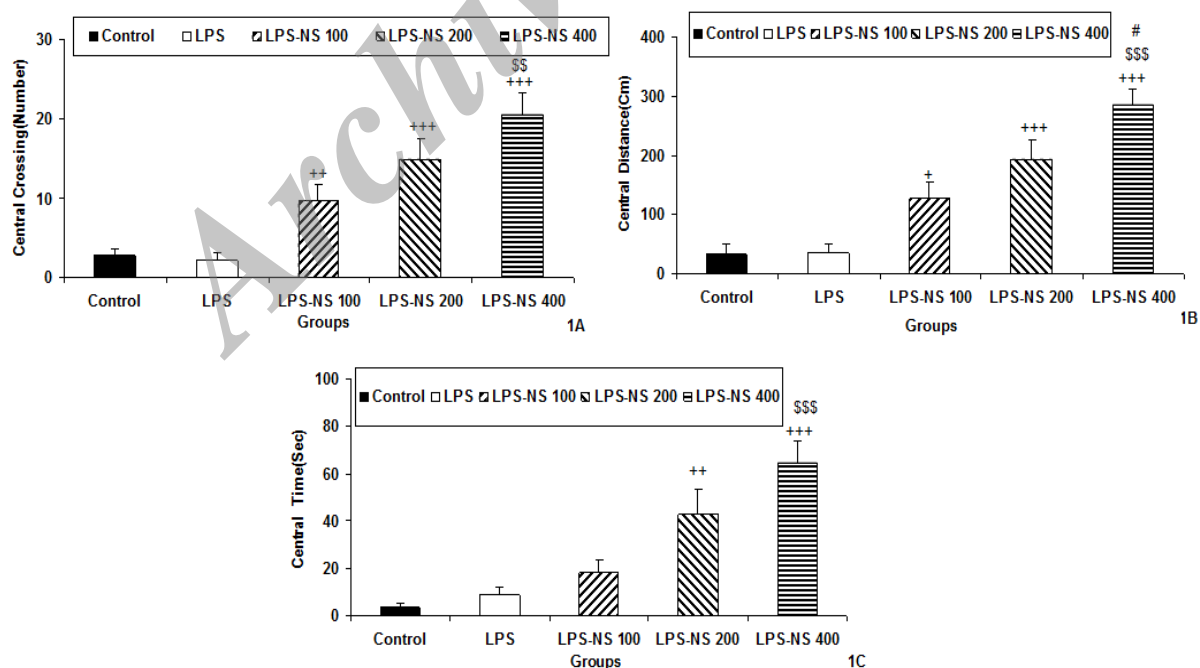 Central Crossing(Number)
30
20
10
0
Control LPS LPS-NS 100 LPS-NS 200 LPS-NS 400
++
+++
$$
+++
Control LPS LPS-NS 100 LPS-NS 200 LPS-NS 400
Groups
1A
Central Distance(Cm)
400
300
200
100
0
Control LPS LPS-NS 100 LPS-NS 200 LPS-NS 400
+
+++
#
$$$
+++
Control LPS LPS-NS 100 LPS-NS 200 LPS-NS 400
Groups
1B
Central Time(Sec)
100
80
60
40
20
0
Control LPS LPS-NS 100 LPS-NS 200 LPS-NS 400
++
$$$
+++
Control LPS LPS-NS 100 LPS-NS 200 LPS-NS 400
Groups
1C